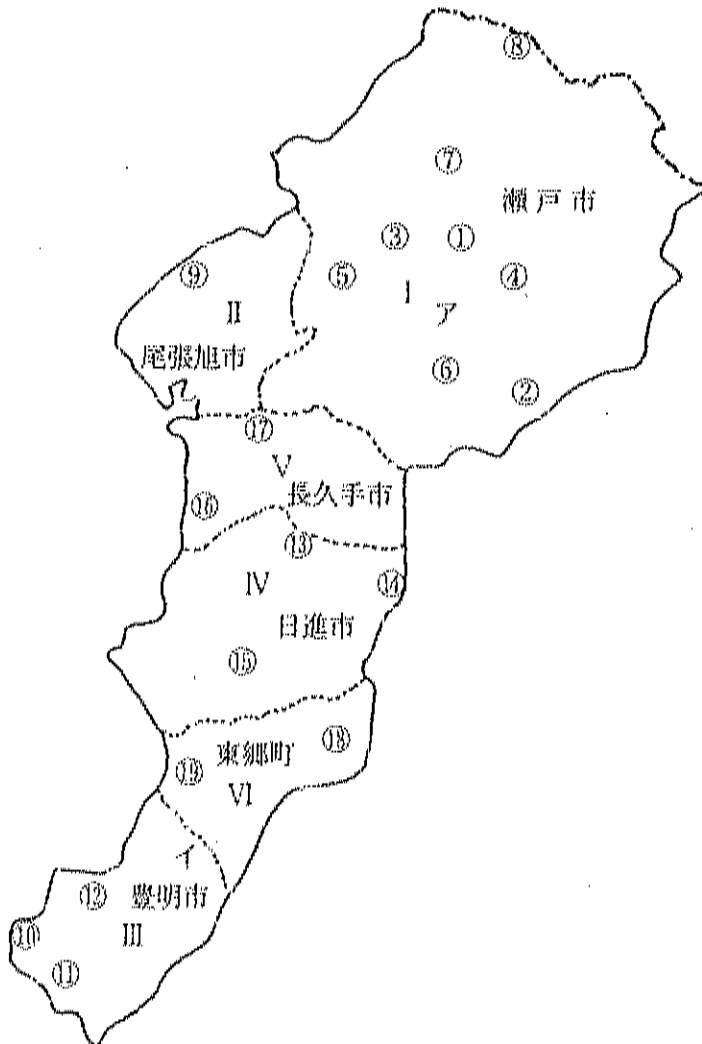 ⑧
⑦
瀬戸市
③ ①
⑨ ⑤ ④
II I ア
尾張旭市 ⑥
②
⑰
V
⑯ 長久手市
⑬
IV ⑭
日進市
⑮
東郷町 ⑱
⑲
VI
イ
⑫ 豊明市
⑩ III
⑪